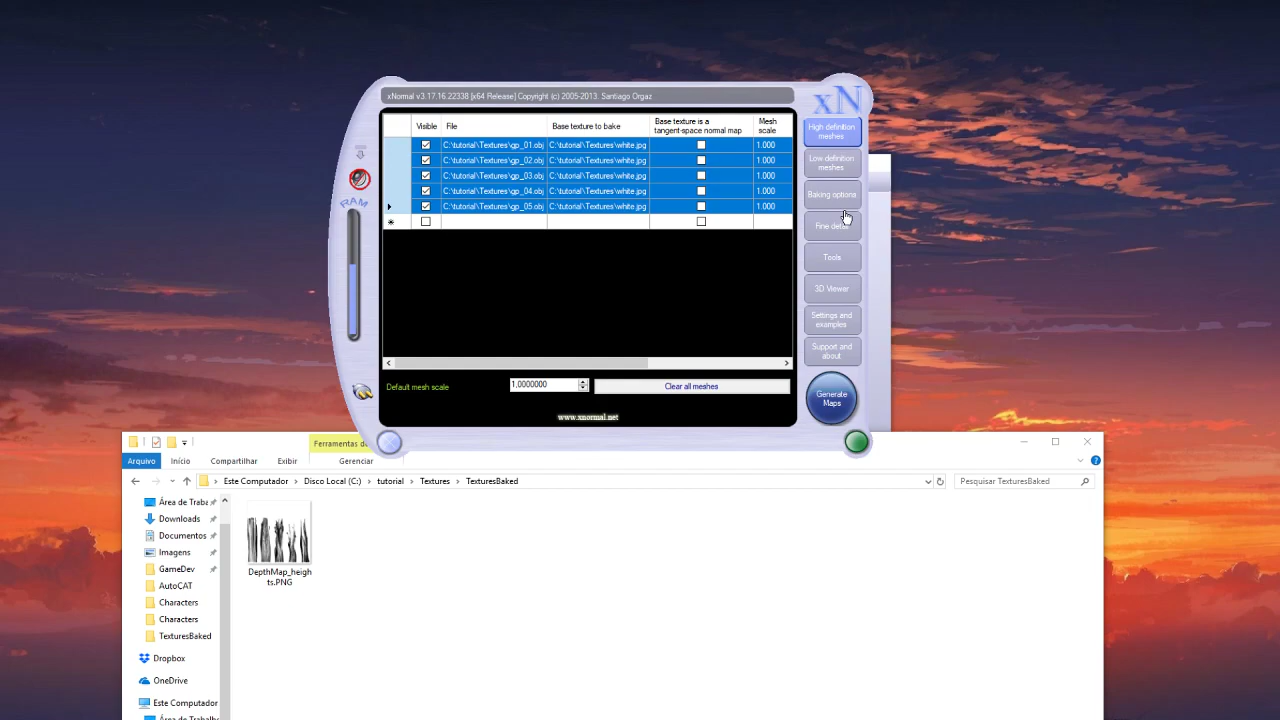 xNormal v3.17.16.22338 [x64 Release] Copyright (c) 2005-2013. Santiago Orgaz
xN
Visible File Base texture to bake Base texture is a tangent-space normal map Mesh scale
C:\tutorial\Textures\gp_01.obj C:\tutorial\Textures\white.jpg 1.000
C:\tutorial\Textures\gp_02.obj C:\tutorial\Textures\white.jpg 1.000
C:\tutorial\Textures\gp_03.obj C:\tutorial\Textures\white.jpg 1.000
C:\tutorial\Textures\gp_04.obj C:\tutorial\Textures\white.jpg 1.000
C:\tutorial\Textures\gp_05.obj C:\tutorial\Textures\white.jpg 1.000
RAM
High definition
meshes
Low definition
meshes
Baking options
Fine
Tools
3D Viewer
Settings and
examples
Support and
about
Generate
Maps
Default mesh scale 1,0000000 Clear all meshes
www.xnormal.net
Ferramentas d
Arquivo Início Compartilhar Exibir Gerenciar
Este Computador > Disco Local (C:) > tutorial > Textures > TexturesBaked
Pesquisar TexturesBaked
Área de Traba
Downloads
Documentos
Imagens
GameDev
AutoCAT
Characters
Characters
TexturesBaked
Dropbox
OneDrive
Este Computador
Área de Trabalh
DepthMap_heigh
ts.PNG